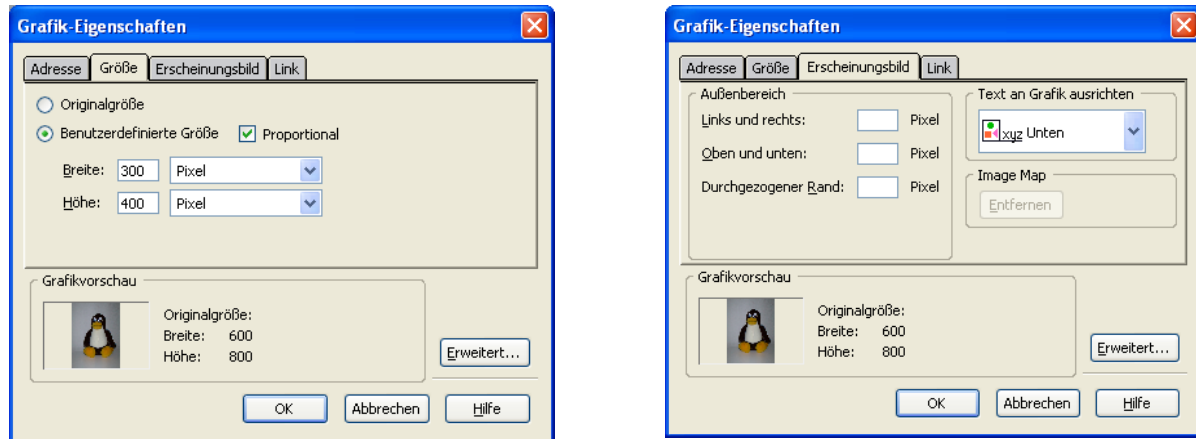 Grafik-Eigenschaften
Adresse Größe Erscheinungsbild Link
Originalgröße
Benutzerdefinierte Größe Proportional
Breite: 300 Pixel
Höhe: 400 Pixel
Grafikvorschau
Originalgröße:
Breite: 600
Höhe: 800
Erweitert...
OK Abbrechen Hilfe
Grafik-Eigenschaften
Adresse Größe Erscheinungsbild Link
Außenbereich
Links und rechts: Pixel
Oben und unten: Pixel
Durchgezogener Rand: Pixel
Text an Grafik ausrichten
xyz Unten
Image Map
Entfernen
Grafikvorschau
Originalgröße:
Breite: 600
Höhe: 800
Erweitert...
OK Abbrechen Hilfe